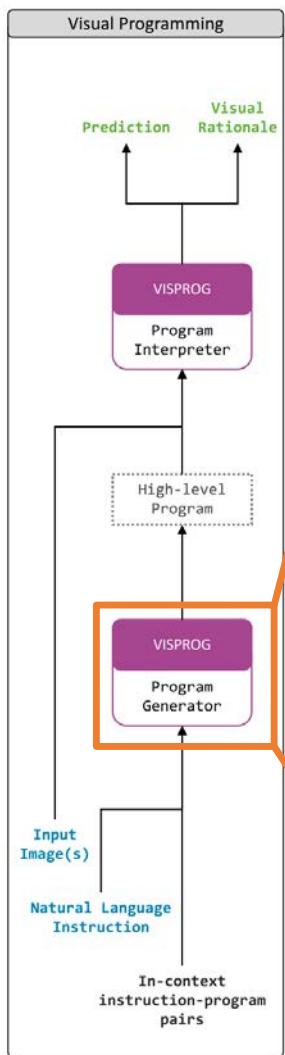 Visual Programming
Visual
Prediction Rationale
VISPROG
Program
Interpreter
High-level
Program
VISPROG
Program
Generator
Input
Image(s)
Natural Language
Instruction
In-context
instruction-program
pairs